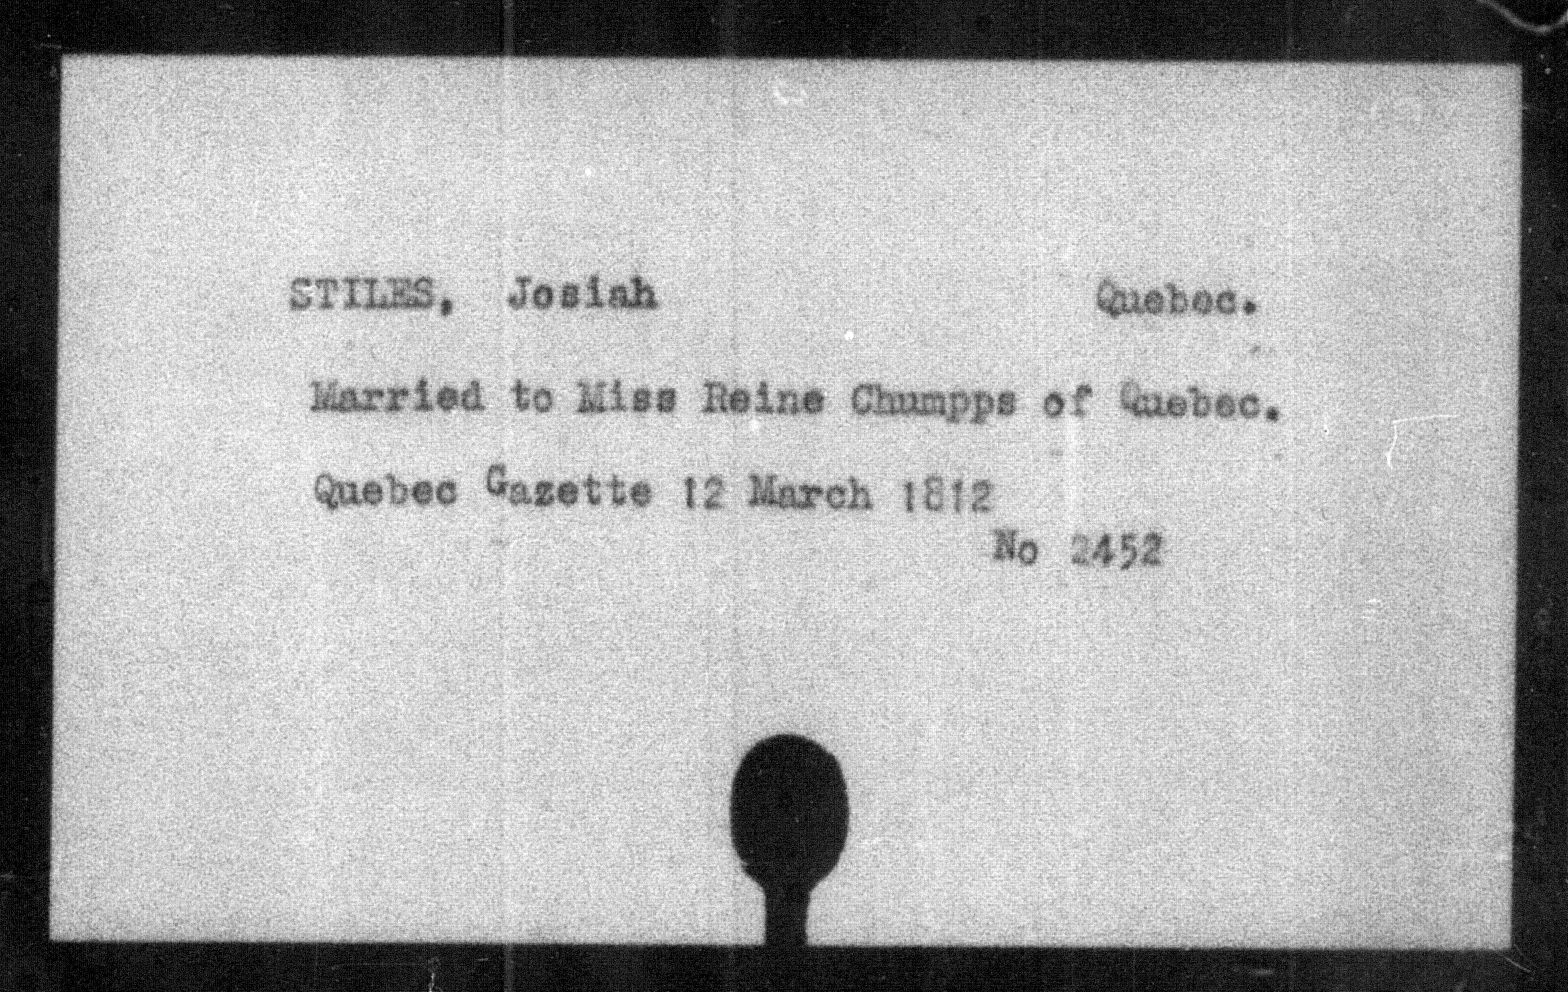 STILES, Josiah Quebec.
Married to Miss Reine Chumpps of Quebec.
Quebec Gazette 12 March 1812
No 2452